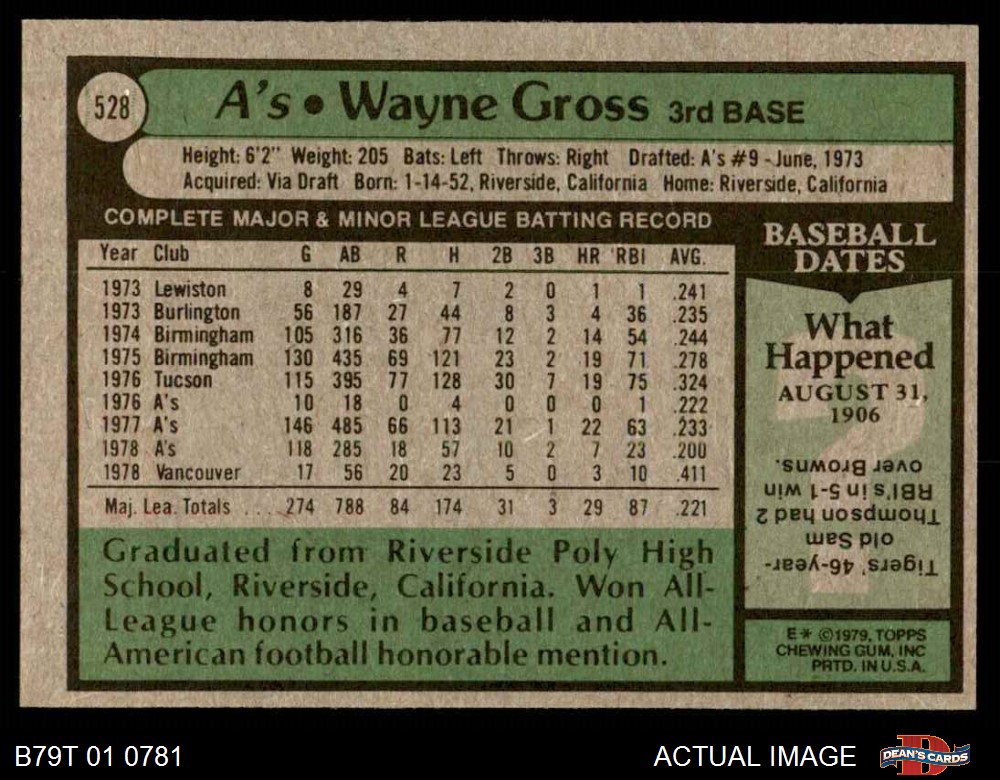 528
A's • Wayne Gross 3rd BASE
Height: 6'2" Weight: 205 Bats: Left Throws: Right Drafted: A's #9 - June, 1973
Acquired: Via Draft Born: 1-14-52, Riverside, California Home: Riverside, California
COMPLETE MAJOR & MINOR LEAGUE BATTING RECORD
Year Club G AB R H 2B 3B HR RBI AVG.
1973 Lewiston 8 29 4 7 2 0 1 1 .241
1973 Burlington 56 187 27 44 8 3 4 36 .235
1974 Birmingham 105 316 36 77 12 2 14 54 .244
1975 Birmingham 130 435 69 121 23 2 19 71 .278
1976 Tucson 115 395 77 128 30 7 19 75 .324
1976 A's 10 18 0 4 0 0 0 1 .222
1977 A's 146 485 66 113 21 1 22 63 .233
1978 A's 118 285 18 57 10 2 7 23 .200
1978 Vancouver 17 56 20 23 5 0 3 10 .411
Maj. Lea. Totals .... 274 788 84 174 31 3 29 87 .221
Graduated from Riverside Poly High
School, Riverside, California. Won All-
League honors in baseball and All-
American football honorable mention.
BASEBALL
DATES
What
Happened
AUGUST 31,
1906
Tigers' 46-year-
old Sam
Thompson had 2
RBI's in 5-1 win
over Browns.
E* ©1979, TOPPS
CHEWING GUM, INC
PRTD. IN U.S.A.
B79T 01 0781
ACTUAL IMAGE
D
DEAN'S CARDS